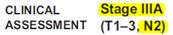 CLINICAL Stage IIIA
ASSESSMENT (T1–3, N2)